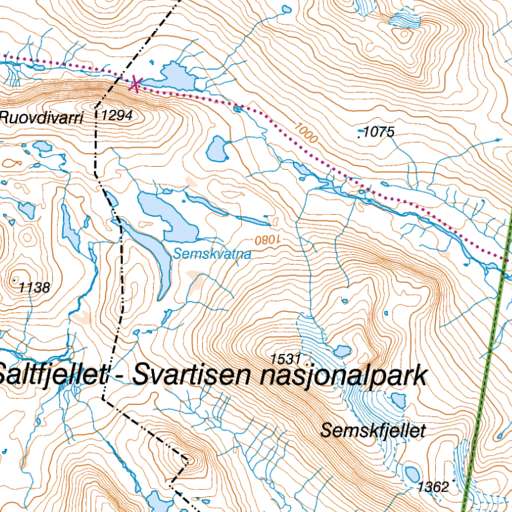 Ruovdivarri
1294
1000
1075
1080
Semskvatna
1138
1531
Saltfjellet - Svartisen nasjonalpark
Semskfjellet
1362